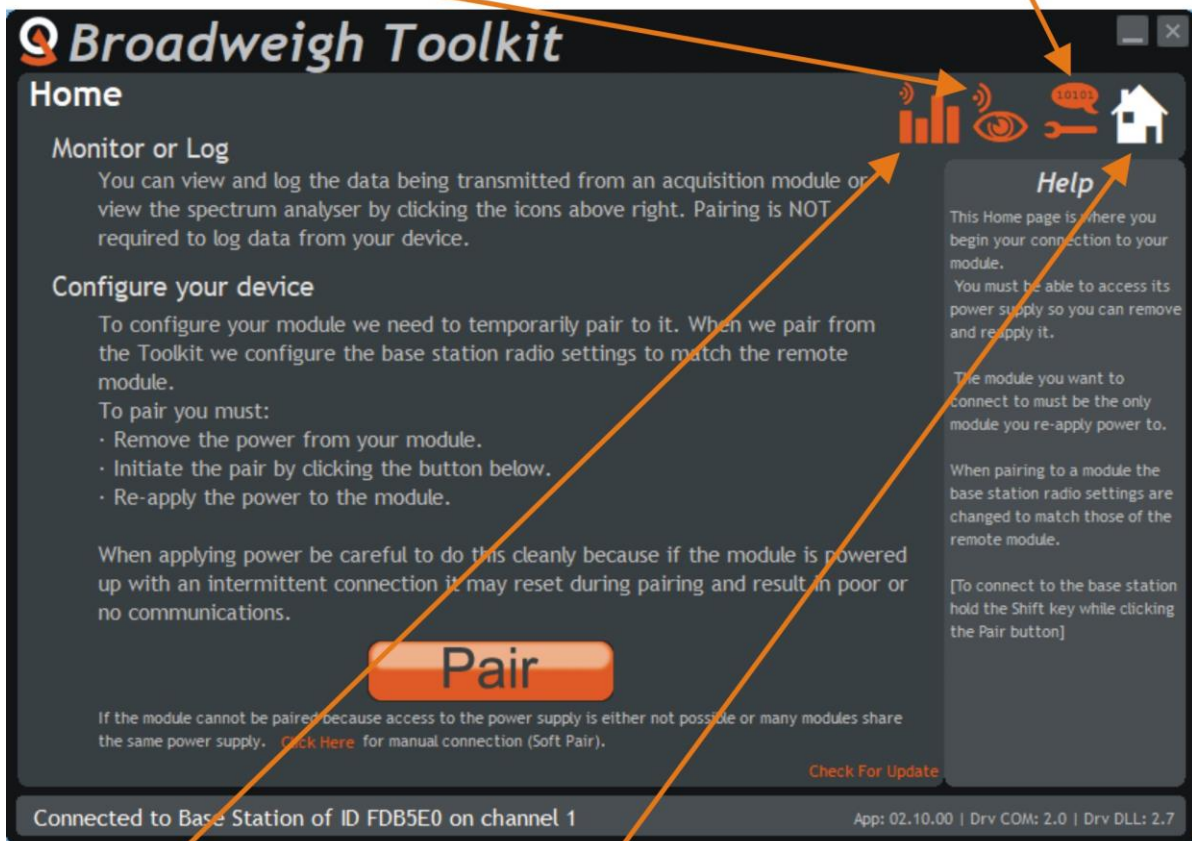 Broadweigh Toolkit
Home
10101
Monitor or Log
You can view and log the data being transmitted from an acquisition module or
view the spectrum analyser by clicking the icons above right. Pairing is NOT
required to log data from your device.
Configure your device
To configure your module we need to temporarily pair to it. When we pair from
the Toolkit we configure the base station radio settings to match the remote
module.
To pair you must:
· Remove the power from your module.
· Initiate the pair by clicking the button below.
· Re-apply the power to the module.
When applying power be careful to do this cleanly because if the module is powered
up with an intermittent connection it may reset during pairing and result in poor or
no communications.
Pair
If the module cannot be paired because access to the power supply is either not possible or many modules share
the same power supply. Click Here for manual connection (Soft Pair).
Check For Update
Help
This Home page is where you
begin your connection to your
module.
You must be able to access its
power supply so you can remove
and reapply it.
The module you want to
connect to must be the only
module you re-apply power to.
When pairing to a module the
base station radio settings are
changed to match those of the
remote module.
[To connect to the base station
hold the Shift key while clicking
the Pair button]
Connected to Base Station of ID FDB5E0 on channel 1
App: 02.10.00 | Drv COM: 2.0 | Drv DLL: 2.7